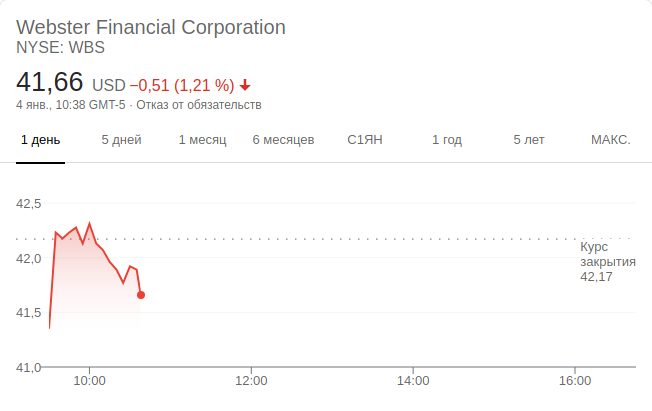 Webster Financial Corporation
NYSE: WBS
41,66 USD −0,51 (1,21 %)
4 янв., 10:38 GMT-5 · Отказ от обязательств
1 день 5 дней 1 месяц 6 месяцев С1ЯН 1 год 5 лет МАКС.
42,5
42,0
41,5
41,0
Курс
закрытия
42,17
10:00 12:00 14:00 16:00